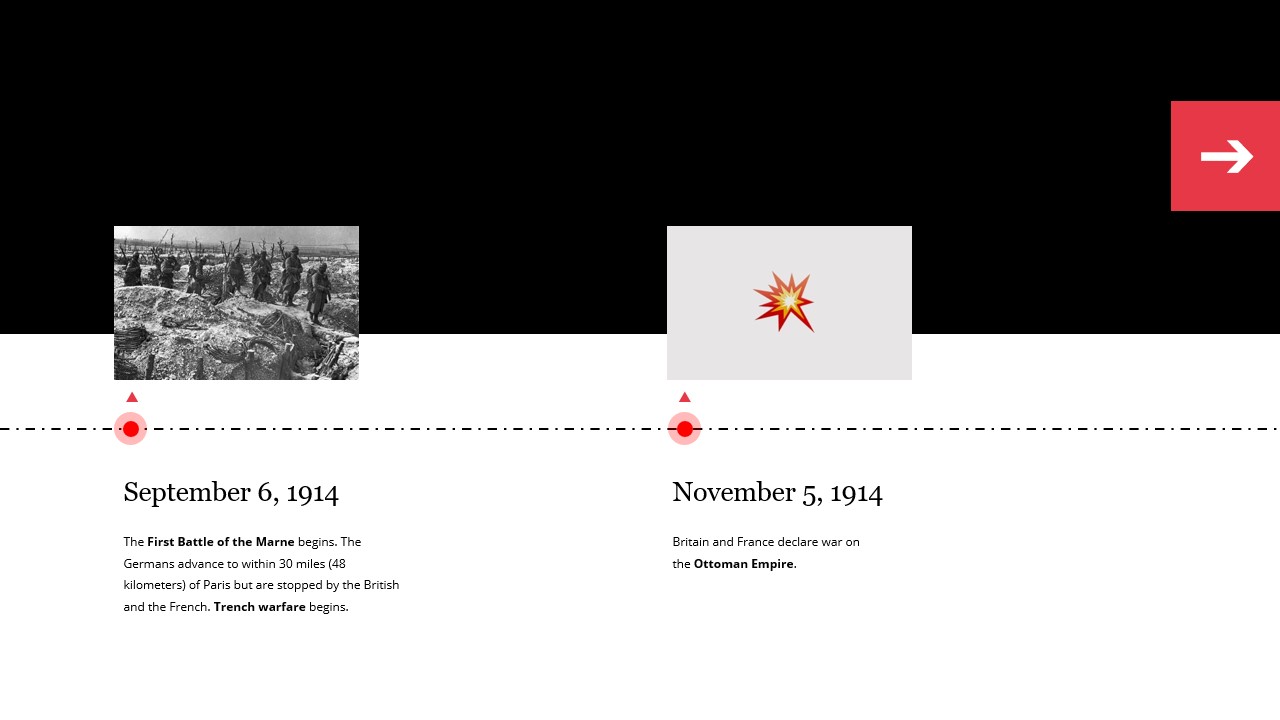 September 6, 1914
The First Battle of the Marne begins. The
Germans advance to within 30 miles (48
kilometers) of Paris but are stopped by the British
and the French. Trench warfare begins.
November 5, 1914
Britain and France declare war on
the Ottoman Empire.